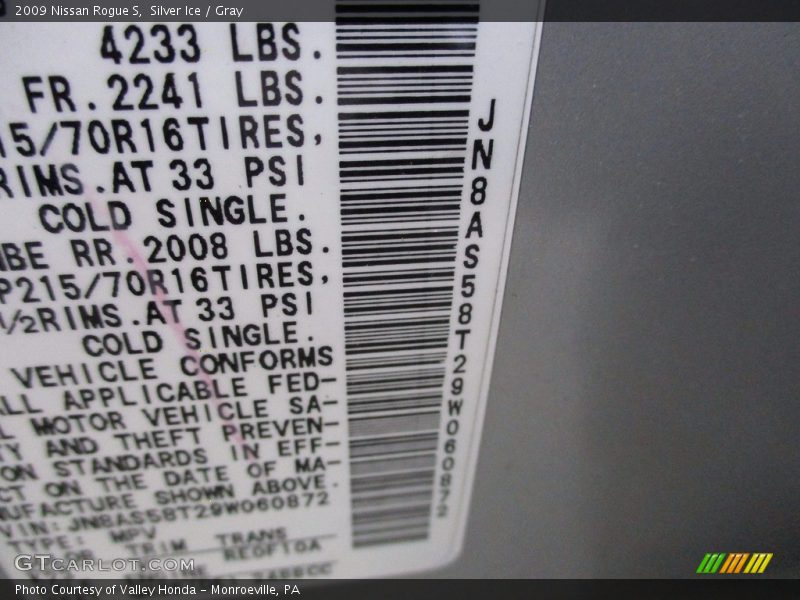 2009 Nissan Rogue S, Silver Ice / Gray
4233 LBS.
FR.2241 LBS.
15/70R16TIRES,
RIMS.AT 33 PSI
COLD SINGLE.
RR.2008 LBS.
P215/70R16TIRES,
½RIMS.AT 33 PSI
COLD SINGLE.
VEHICLE CONFORMS
ALL APPLICABLE FED-
MOTOR VEHICLE SA-
AND THEFT PREVEN-
ON STANDARDS IN EFF-
ON THE DATE OF MA-
NUFACTURE SHOWN ABOVE.
VIN: JN8AS58T29W060872
TYPE: MPV
TRIM TRANS
RE0F10A
JN8AS58T29W060872
GTCARLOT.COM
Photo Courtesy of Valley Honda - Monroeville, PA